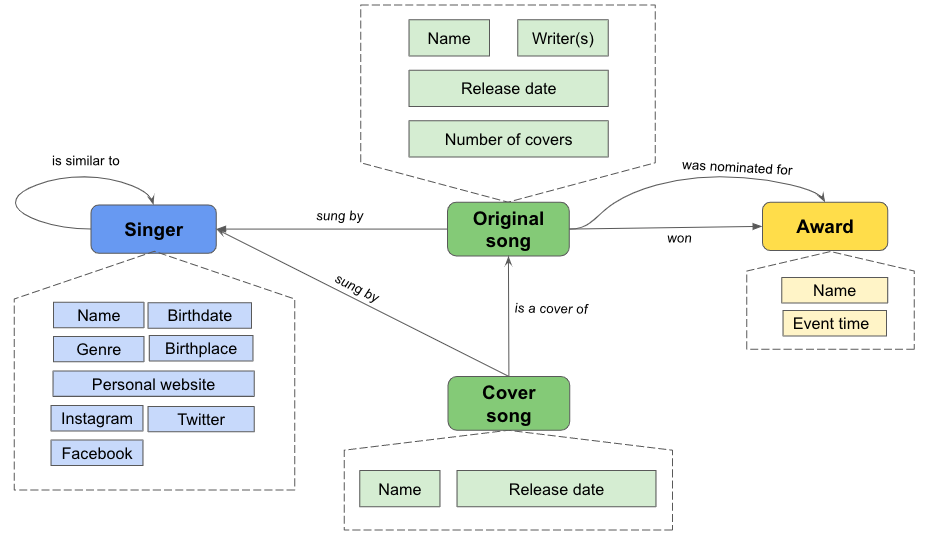 Name
Writer(s)
Release date
Number of covers
is similar to
was nominated for
Singer
sung by
Original
song
won
Award
sung by
is a cover of
Name
Birthdate
Genre
Birthplace
Personal website
Instagram
Twitter
Facebook
Name
Event time
Cover
song
Name
Release date